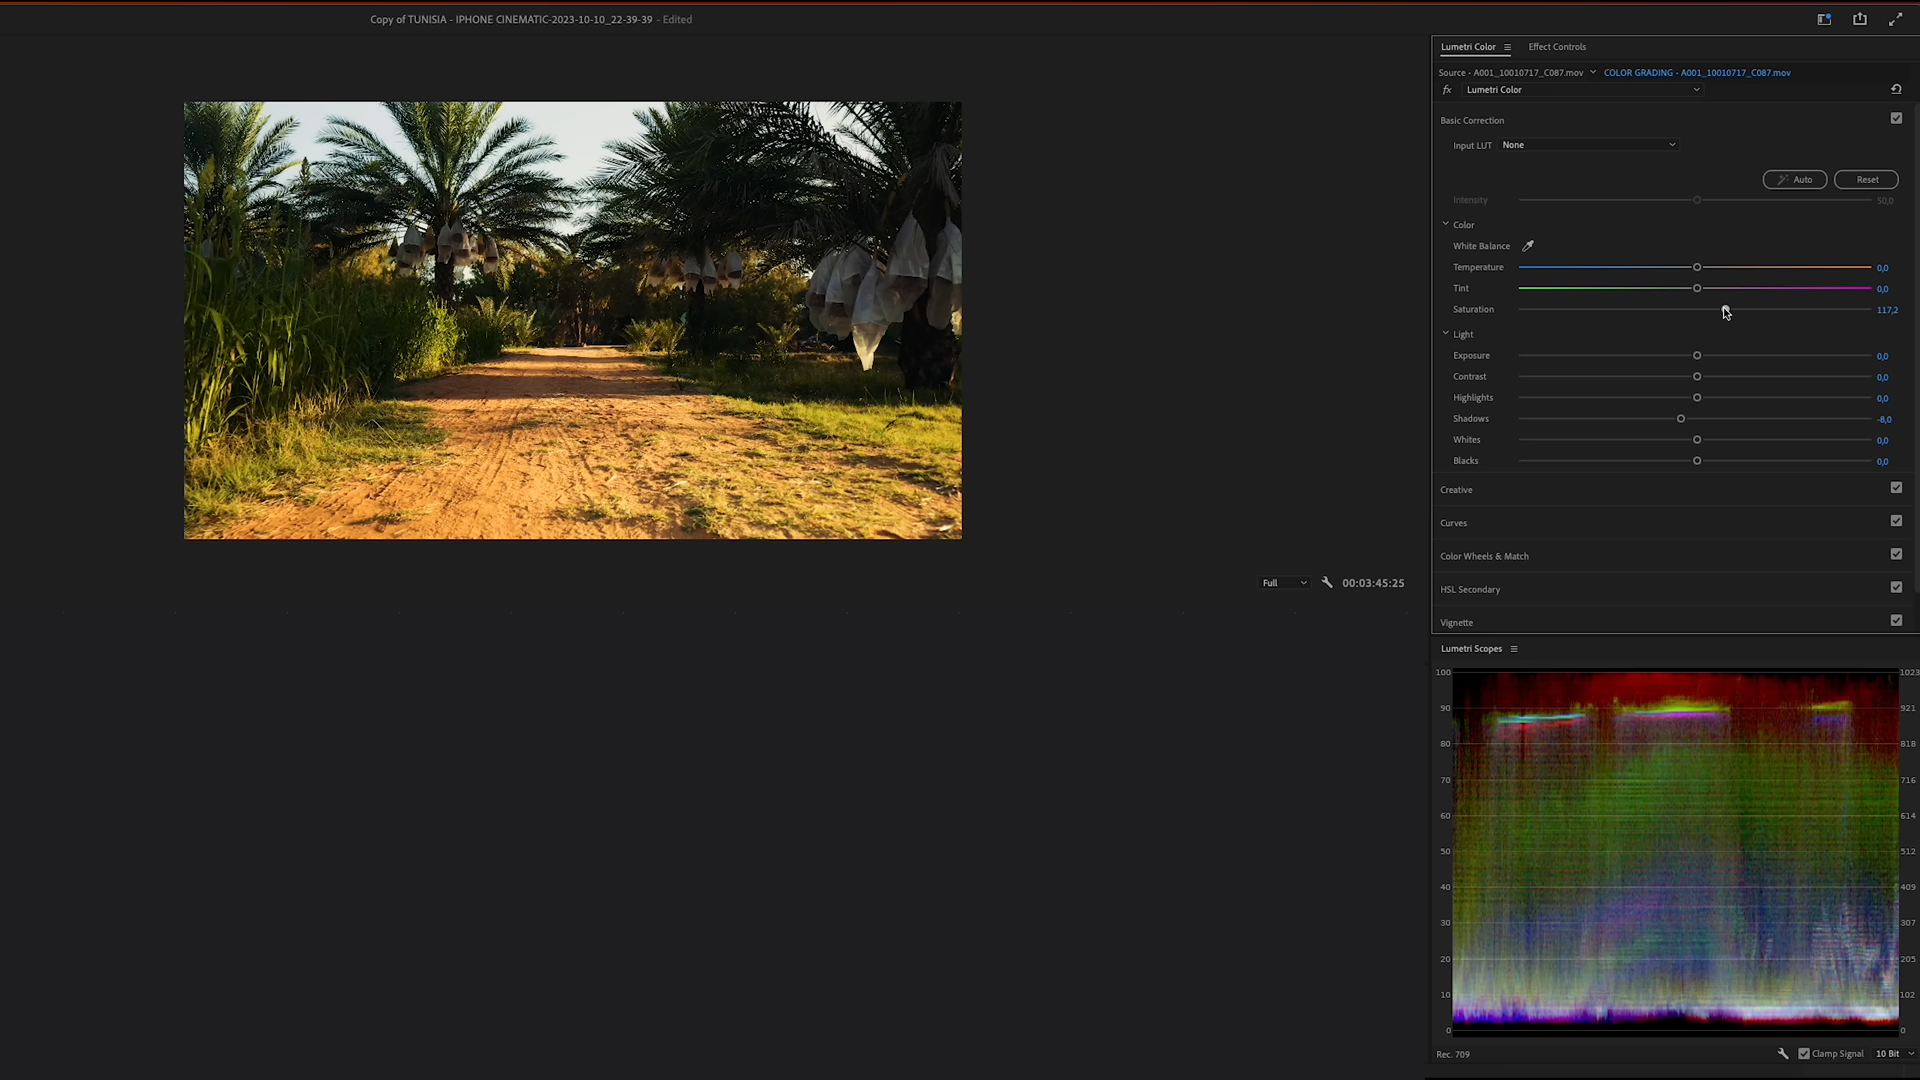 Copy of TUNISIA - IPHONE CINEMATIC-2023-10-10_22-39-39 - Edited
Lumetri Color
Effect Controls
Source - A001_10010717_C087.mov
COLOR GRADING - A001_10010717_C087.mov
fx
Lumetri Color
Basic Correction
Input LUT None
Auto
Reset
Intensity 50,0
Color
White Balance
Temperature 0,0
Tint 0,0
Saturation 117,2
Light
Exposure 0,0
Contrast 0,0
Highlights 0,0
Shadows -8,0
Whites 0,0
Blacks 0,0
Creative
Curves
Color Wheels & Match
HSL Secondary
Vignette
Full
00:03:45:25
Lumetri Scopes
100 1023
90 921
80 818
70 716
60 614
50 512
40 409
30 307
20 205
10 102
0 0
Rec. 709
Clamp Signal
10 Bit